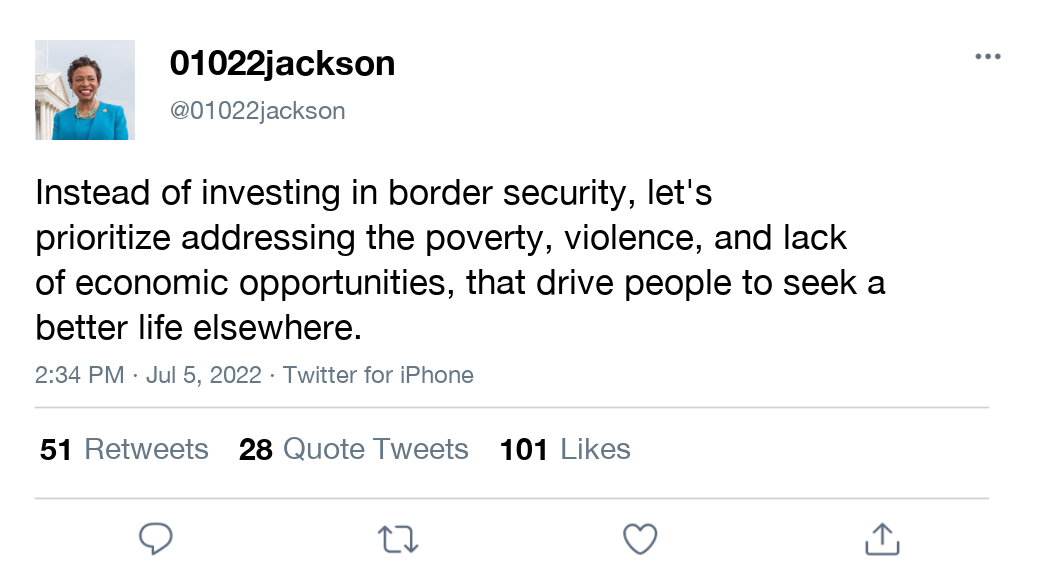 01022jackson
@01022jackson
Instead of investing in border security, let's
prioritize addressing the poverty, violence, and lack
of economic opportunities, that drive people to seek a
better life elsewhere.
2:34 PM · Jul 5, 2022 · Twitter for iPhone
51 Retweets 28 Quote Tweets 101 Likes